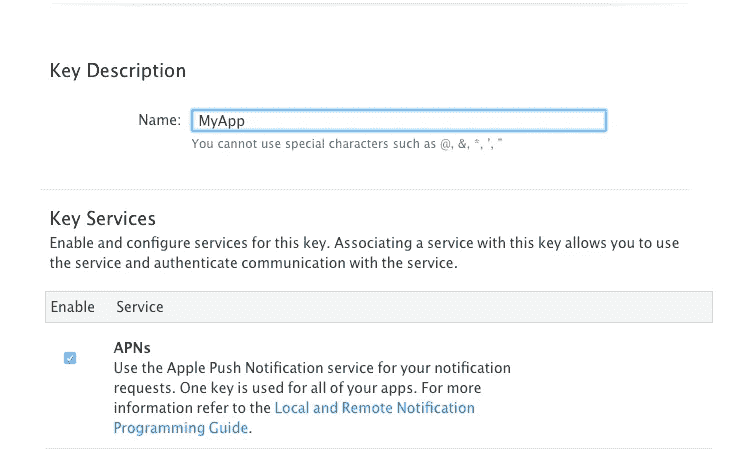 Key Description
Name: MyApp
You cannot use special characters such as @, &, *, ', "
Key Services
Enable and configure services for this key. Associating a service with this key allows you to use
the service and authenticate communication with the service.
Enable Service
APNs
Use the Apple Push Notification service for your notification
requests. One key is used for all of your apps. For more
information refer to the Local and Remote Notification
Programming Guide.